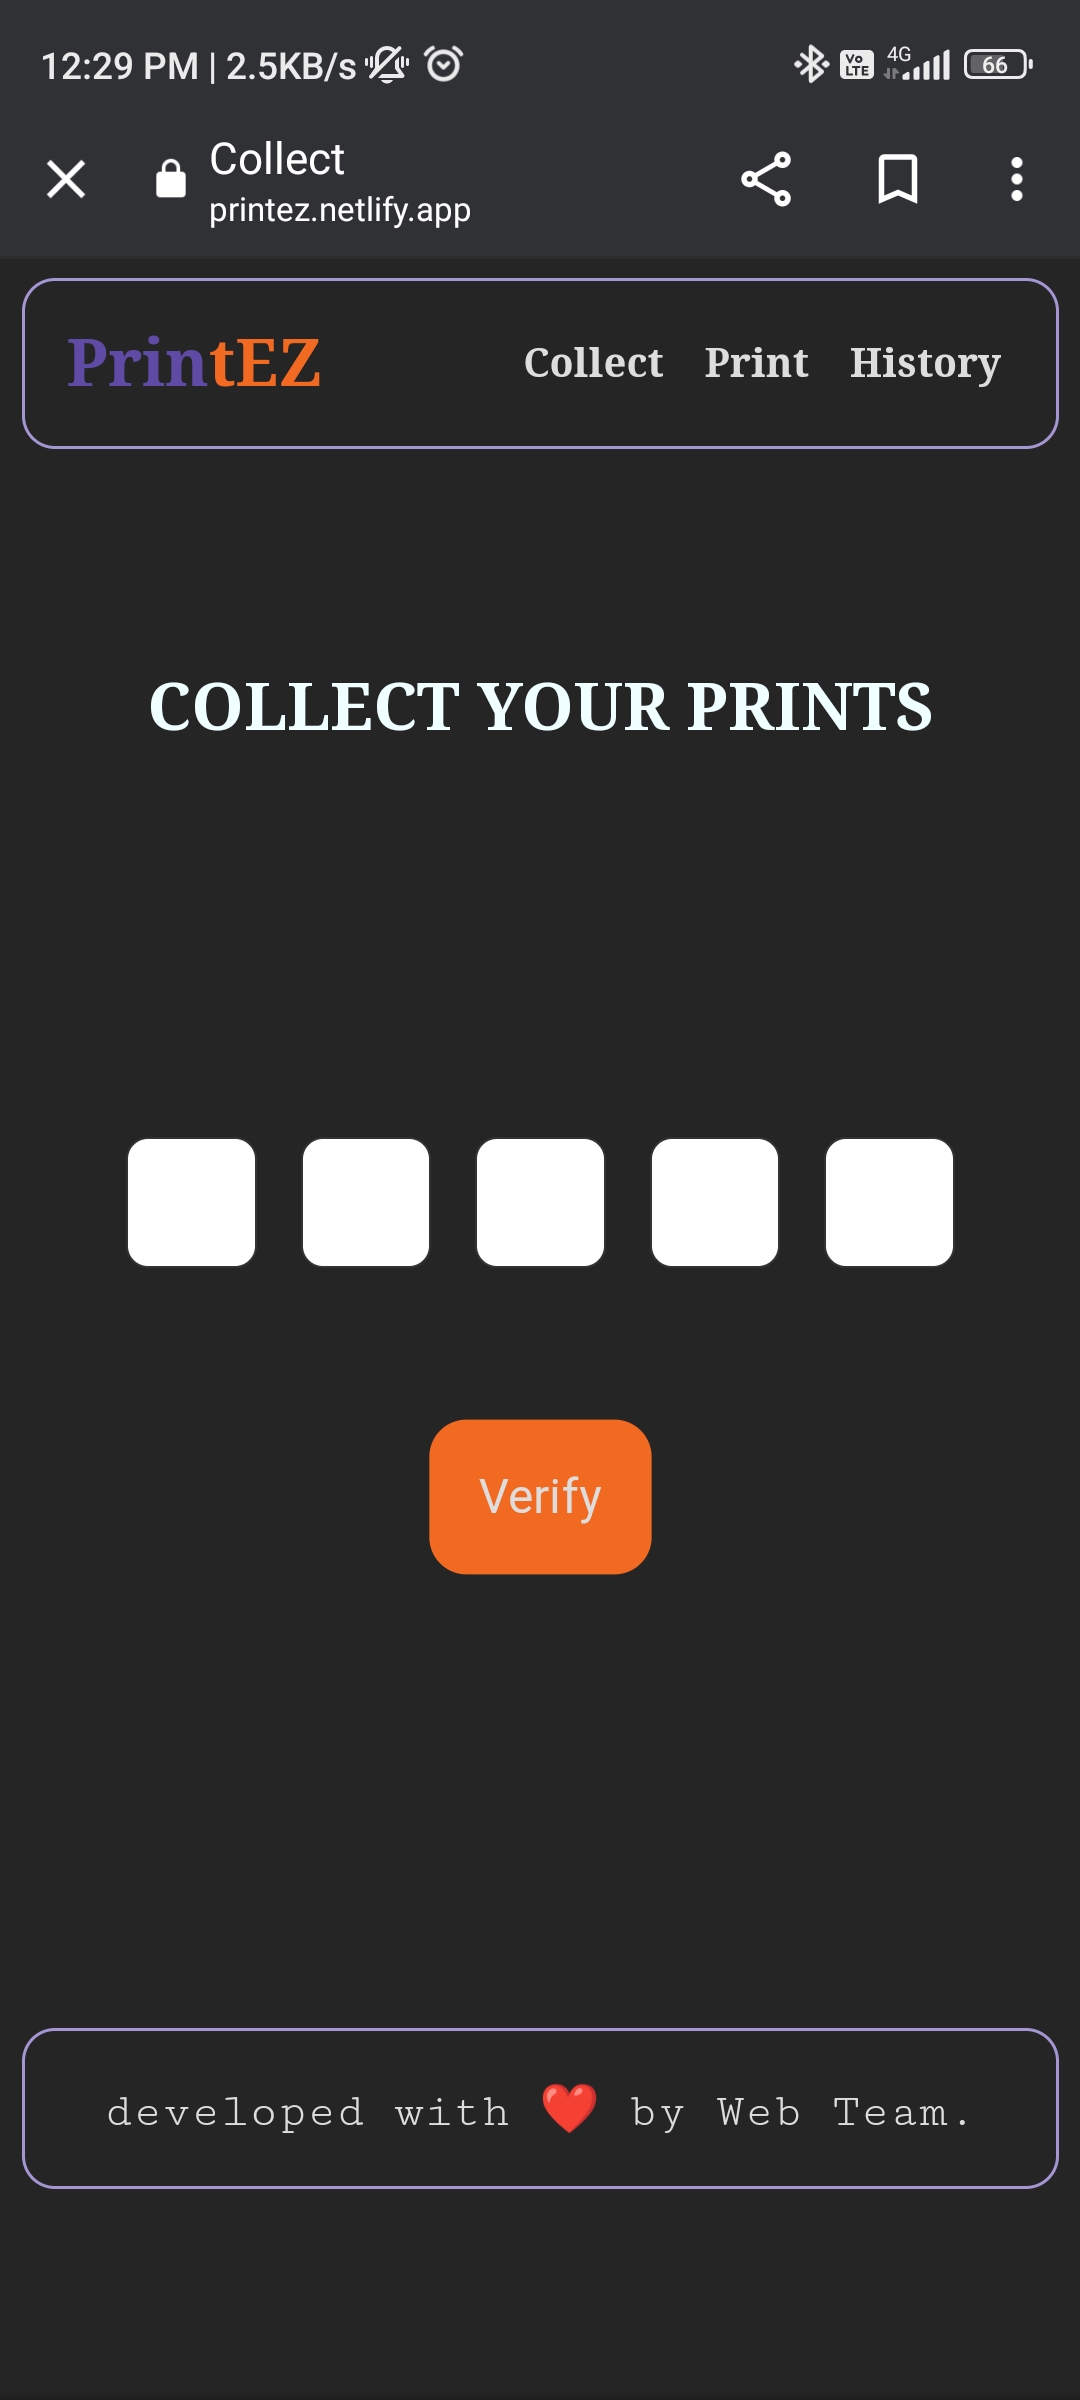 12:29 PM | 2.5KB/s Vo LTE 4G 66
Collect
printez.netlify.app
PrintEZ Collect Print History
COLLECT YOUR PRINTS
Verify
developed with ❤️ by Web Team.